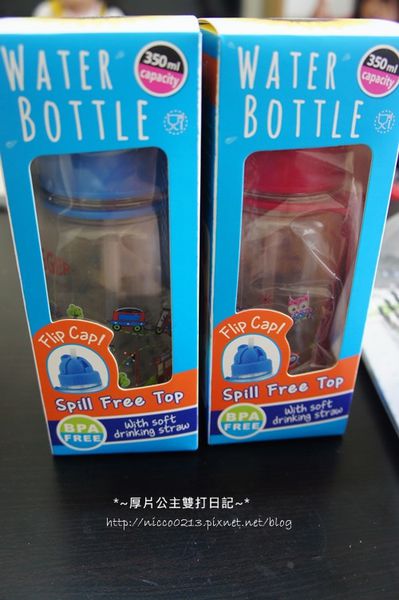 WATER
BOTTLE
350ml
capacity
Flip Cap!
Spill Free Top
BPA
FREE
With soft
drinking straw
WATER
BOTTLE
350ml
capacity
Flip Cap!
Spill Free Top
BPA
FREE
With soft
drinking straw
*~厚片公主雙打日記~*
http://nicco0213.pixnet.net/blog